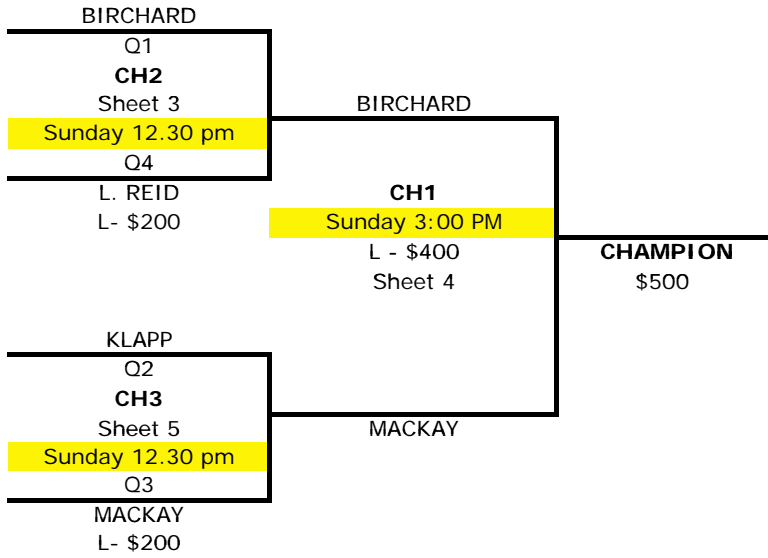 BIRCHARD
Q1
CH2
Sheet 3
Sunday 12.30 pm
Q4
L. REID
L- $200
BIRCHARD
CH1
Sunday 3:00 PM
L - $400
Sheet 4
CHAMPION
$500
KLAPP
Q2
CH3
Sheet 5
Sunday 12.30 pm
Q3
MACKAY
L- $200
MACKAY